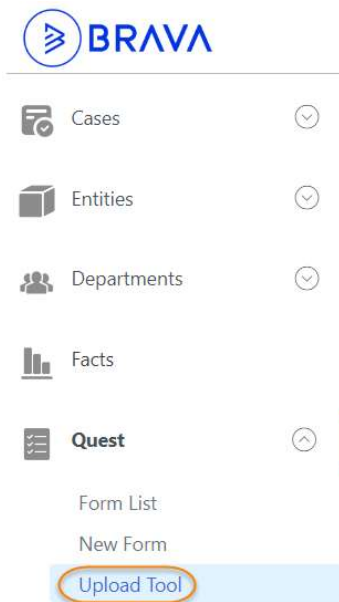 BRAVA
Cases
Entities
Departments
Facts
Quest
Form List
New Form
Upload Tool